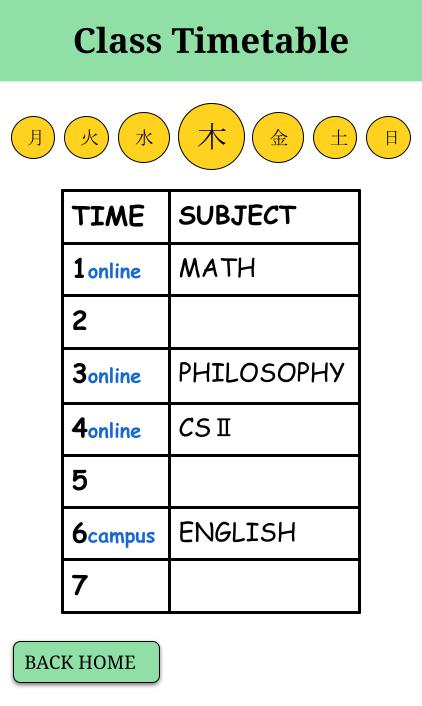 Class Timetable
月 火 水 木 金 土 日
TIME SUBJECT
1online MATH
2
3online PHILOSOPHY
4online CSⅡ
5
6campus ENGLISH
7
BACK HOME